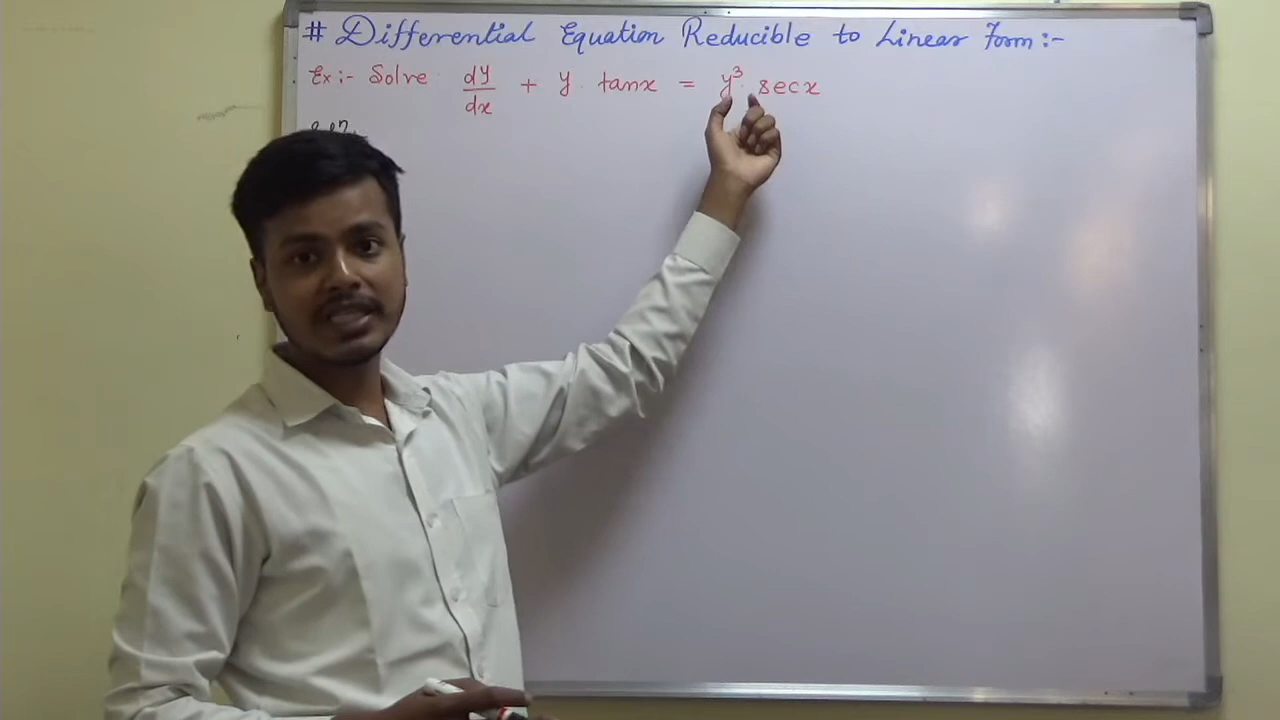 # Differential Equation Reducible to Linear Form:-
Ex:- Solve dy/dx + y tanx = y³ secx